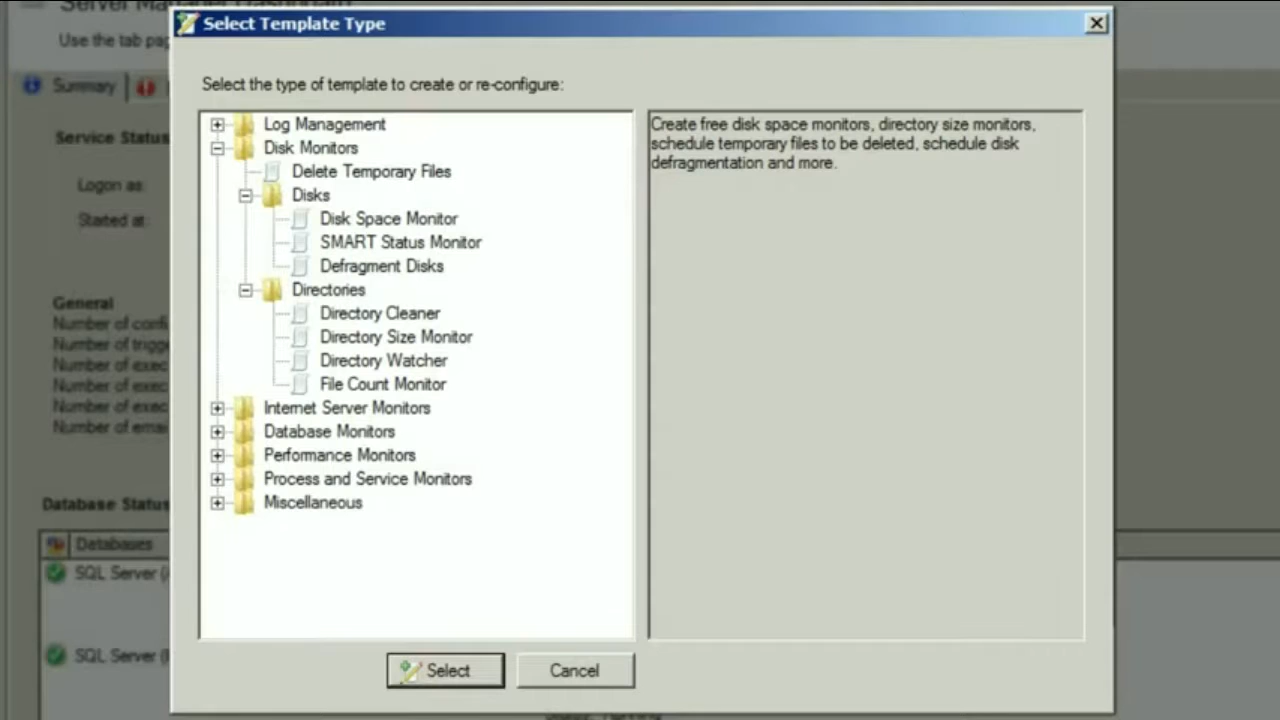 Server Manager Dashboard
Select Template Type
Use the tab pag
Summary
Select the type of template to create or re-configure:
Log Management
Disk Monitors
Delete Temporary Files
Disks
Disk Space Monitor
SMART Status Monitor
Defragment Disks
Directories
Directory Cleaner
Directory Size Monitor
Directory Watcher
File Count Monitor
Internet Server Monitors
Database Monitors
Performance Monitors
Process and Service Monitors
Miscellaneous
Create free disk space monitors, directory size monitors,
schedule temporary files to be deleted, schedule disk
defragmentation and more.
Service Status
Logon as:
Started at:
General
Number of confi
Number of trigge
Number of exec
Number of exec
Number of exec
Number of emai
Database Status
Databases
SQL Server (
SQL Server (
Select
Cancel